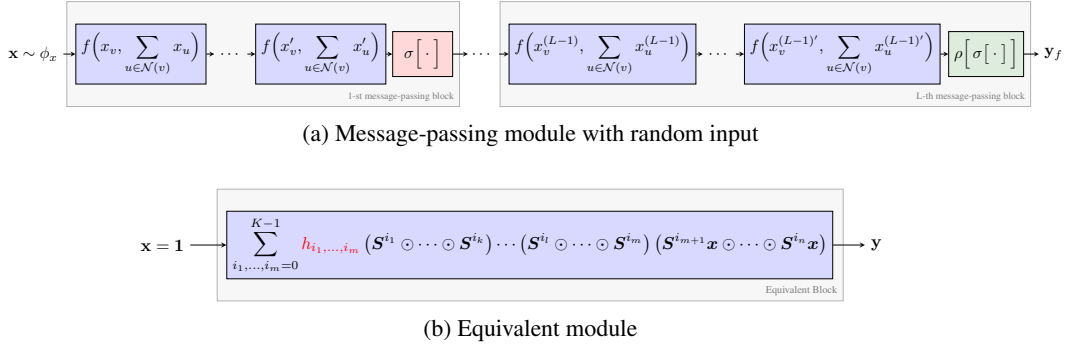 x ∼ ϕ_x → f(x_v, ∑_{u∈N(v)} x_u) → ··· → f(x'_v, ∑_{u∈N(v)} x'_u) → σ[·] → ··· → f(x_v^{(L−1)}, ∑_{u∈N(v)} x_u^{(L−1)}) → ··· → f(x_v^{(L−1)'}, ∑_{u∈N(v)} x_u^{(L−1)'}) → ρ[σ[·]] → y_f
1-st message-passing block
L-th message-passing block
(a) Message-passing module with random input
x = 1 → ∑_{i_1,...,i_m=0}^{K−1} h_{i_1,...,i_m} (S^{i_1} ⊙ ··· ⊙ S^{i_k}) ··· (S^{i_l} ⊙ ··· ⊙ S^{i_m}) (S^{i_{m+1}} x ⊙ ··· ⊙ S^{i_n} x) → y
Equivalent Block
(b) Equivalent module